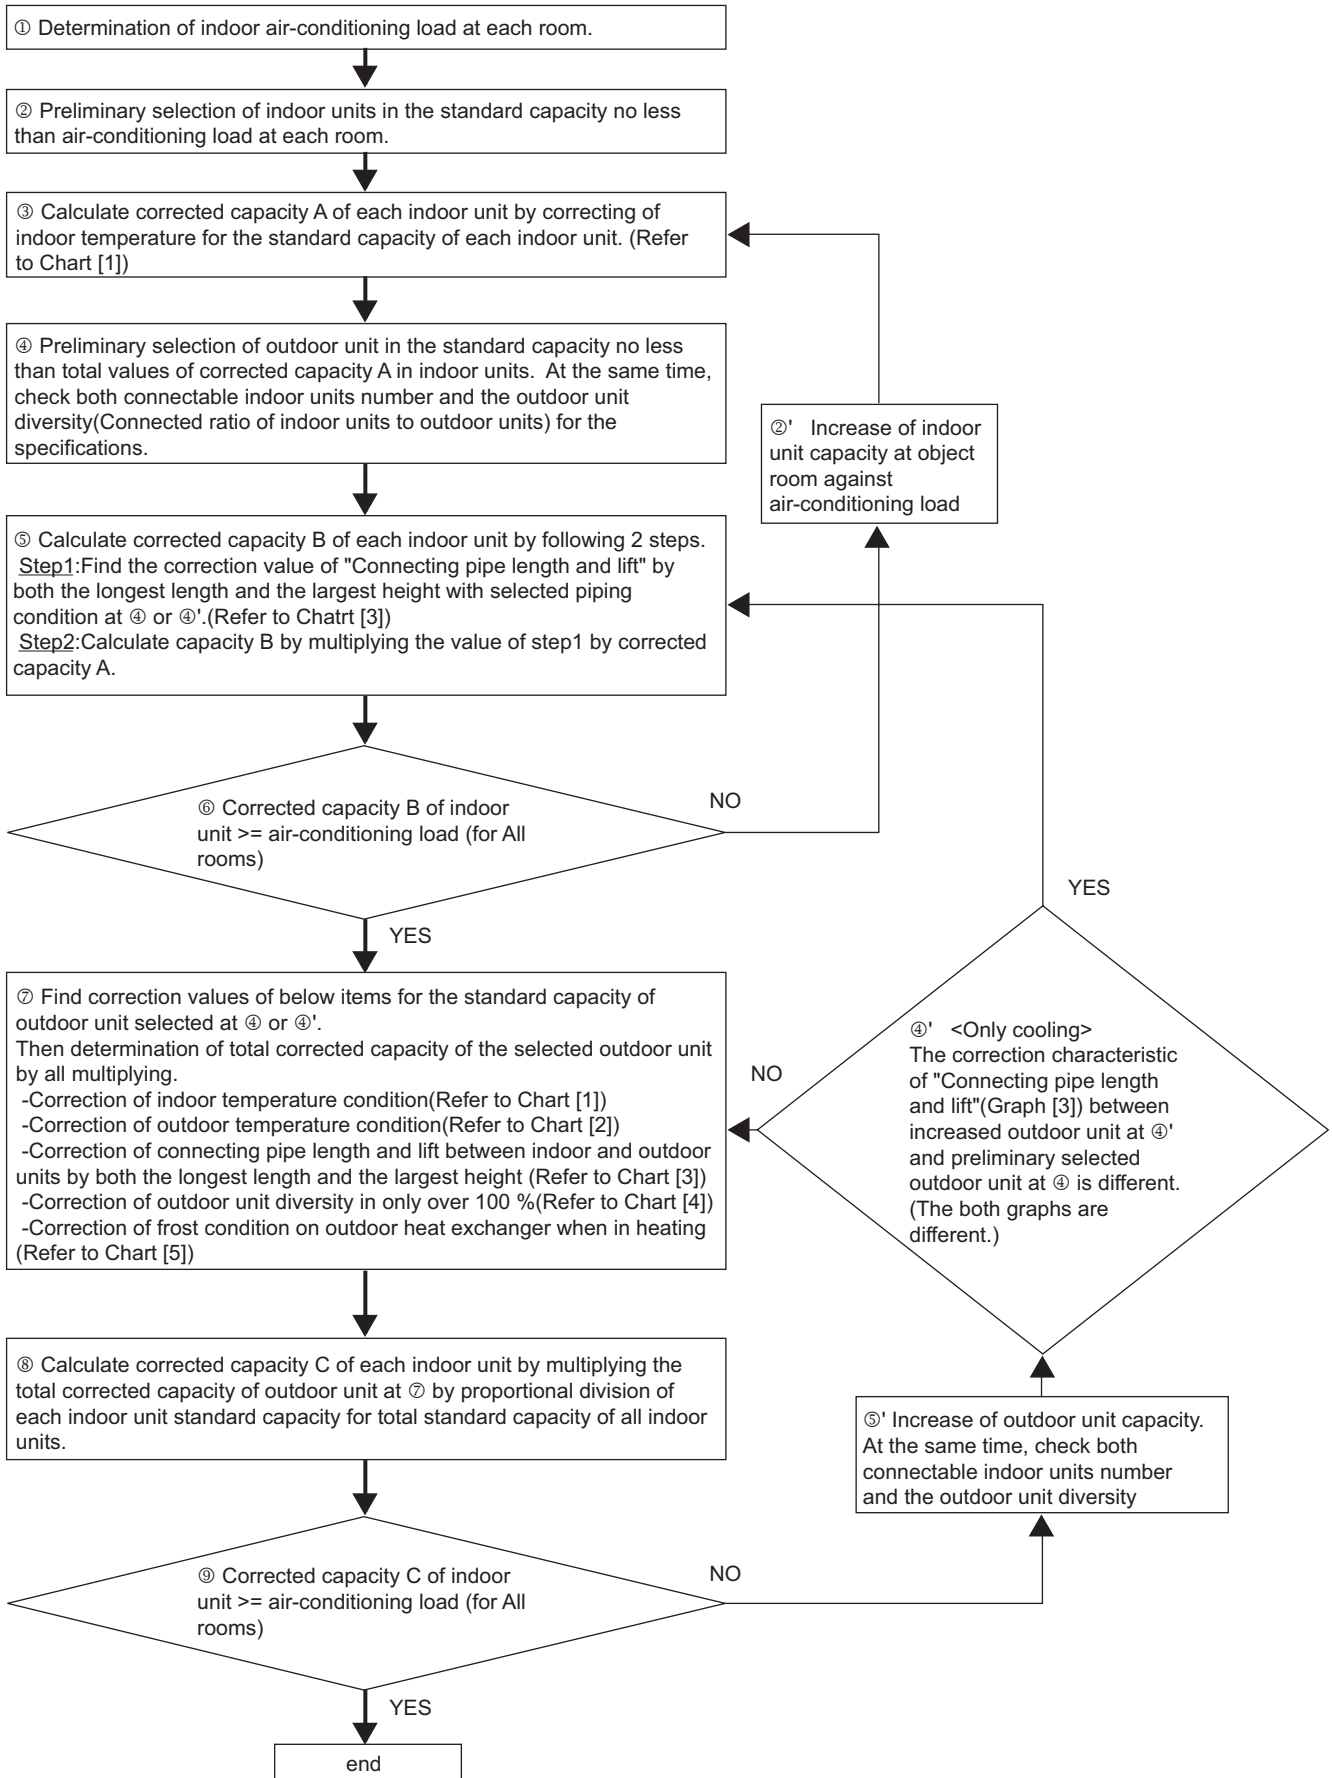 ① Determination of indoor air-conditioning load at each room.
② Preliminary selection of indoor units in the standard capacity no less
than air-conditioning load at each room.
③ Calculate corrected capacity A of each indoor unit by correcting of
indoor temperature for the standard capacity of each indoor unit. (Refer
to Chart [1])
④ Preliminary selection of outdoor unit in the standard capacity no less
than total values of corrected capacity A in indoor units.  At the same time,
check both connectable indoor units number and the outdoor unit
diversity(Connected ratio of indoor units to outdoor units) for the
specifications.
②'  Increase of indoor
unit capacity at object
room against
air-conditioning load
⑤ Calculate corrected capacity B of each indoor unit by following 2 steps.
Step1:Find the correction value of "Connecting pipe length and lift" by
both the longest length and the largest height with selected piping
condition at ④ or ④'.(Refer to Chatrt [3])
Step2:Calculate capacity B by multiplying the value of step1 by corrected
capacity A.
⑥ Corrected capacity B of indoor
unit >= air-conditioning load (for All
rooms)
NO
YES
YES
⑦ Find correction values of below items for the standard capacity of
outdoor unit selected at ④ or ④'.
Then determination of total corrected capacity of the selected outdoor unit
by all multiplying.
-Correction of indoor temperature condition(Refer to Chart [1])
-Correction of outdoor temperature condition(Refer to Chart [2])
-Correction of connecting pipe length and lift between indoor and outdoor
units by both the longest length and the largest height (Refer to Chart [3])
-Correction of outdoor unit diversity in only over 100 %(Refer to Chart [4])
-Correction of frost condition on outdoor heat exchanger when in heating
(Refer to Chart [5])
NO
④'  <Only cooling>
The correction characteristic
of "Connecting pipe length
and lift"(Graph [3]) between
increased outdoor unit at ④'
and preliminary selected
outdoor unit at ④ is different.
(The both graphs are
different.)
⑧ Calculate corrected capacity C of each indoor unit by multiplying the
total corrected capacity of outdoor unit at ⑦ by proportional division of
each indoor unit standard capacity for total standard capacity of all indoor
units.
⑤' Increase of outdoor unit capacity.
At the same time, check both
connectable indoor units number
and the outdoor unit diversity
⑨ Corrected capacity C of indoor
unit >= air-conditioning load (for All
rooms)
NO
YES
end